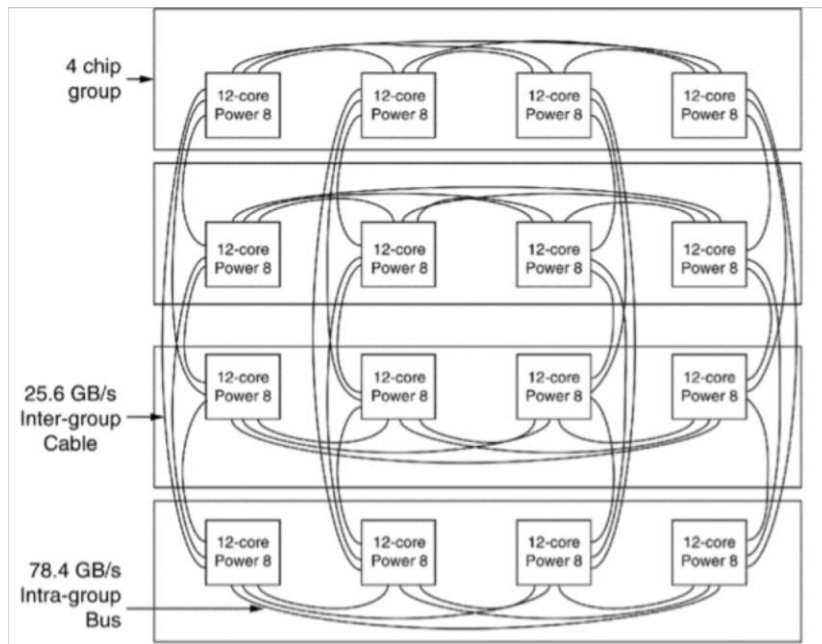 4 chip
group
12-core
Power 8
12-core
Power 8
12-core
Power 8
12-core
Power 8
12-core
Power 8
12-core
Power 8
12-core
Power 8
12-core
Power 8
25.6 GB/s
Inter-group
Cable
12-core
Power 8
12-core
Power 8
12-core
Power 8
12-core
Power 8
78.4 GB/s
Intra-group
Bus
12-core
Power 8
12-core
Power 8
12-core
Power 8
12-core
Power 8